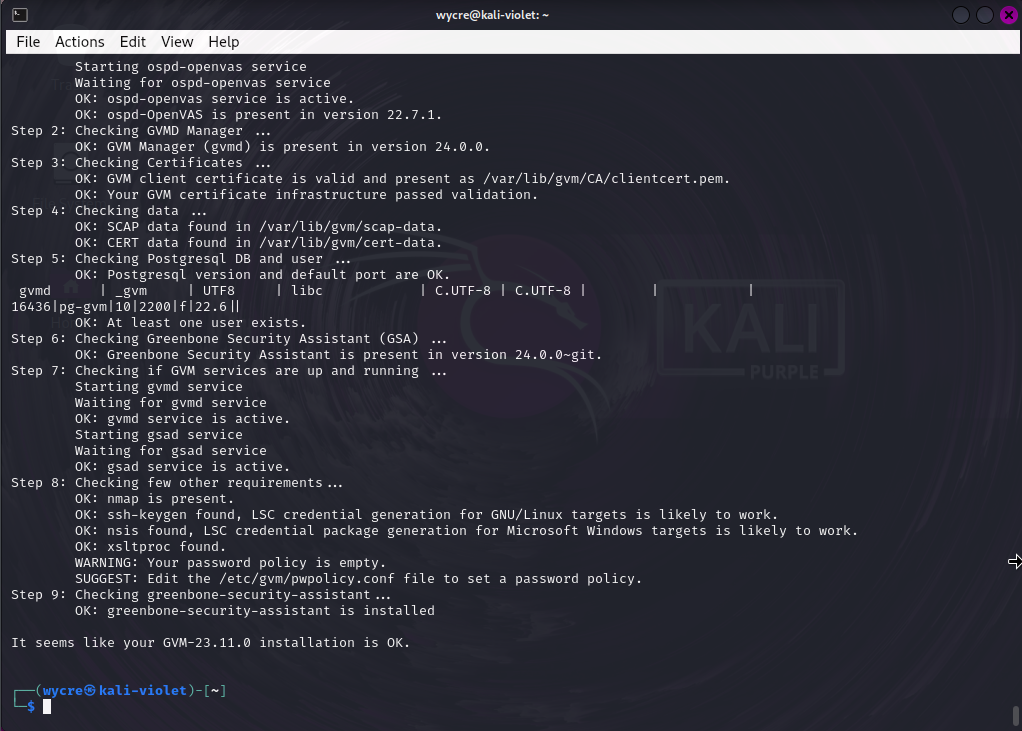 wycre@kali-violet: ~
File Actions Edit View Help
Starting ospd-openvas service
Waiting for ospd-openvas service
OK: ospd-openvas service is active.
OK: ospd-OpenVAS is present in version 22.7.1.
Step 2: Checking GVMD Manager ...
OK: GVM Manager (gvmd) is present in version 24.0.0.
Step 3: Checking Certificates ...
OK: GVM client certificate is valid and present as /var/lib/gvm/CA/clientcert.pem.
OK: Your GVM certificate infrastructure passed validation.
Step 4: Checking data ...
OK: SCAP data found in /var/lib/gvm/scap-data.
OK: CERT data found in /var/lib/gvm/cert-data.
Step 5: Checking Postgresql DB and user ...
OK: Postgresql version and default port are OK.
gvmd | _gvm | UTF8 | libc | C.UTF-8 | C.UTF-8 | | |
16436|pg-gvm|10|2200|f|22.6||
OK: At least one user exists.
Step 6: Checking Greenbone Security Assistant (GSA) ...
OK: Greenbone Security Assistant is present in version 24.0.0~git.
Step 7: Checking if GVM services are up and running ...
Starting gvmd service
Waiting for gvmd service
OK: gvmd service is active.
Starting gsad service
Waiting for gsad service
OK: gsad service is active.
Step 8: Checking few other requirements...
OK: nmap is present.
OK: ssh-keygen found, LSC credential generation for GNU/Linux targets is likely to work.
OK: nsis found, LSC credential package generation for Microsoft Windows targets is likely to work.
OK: xsltproc found.
WARNING: Your password policy is empty.
SUGGEST: Edit the /etc/gvm/pwpolicy.conf file to set a password policy.
Step 9: Checking greenbone-security-assistant...
OK: greenbone-security-assistant is installed
It seems like your GVM-23.11.0 installation is OK.
┌──(wycre㉿kali-violet)-[~]
└─$
KALI
PURPLE